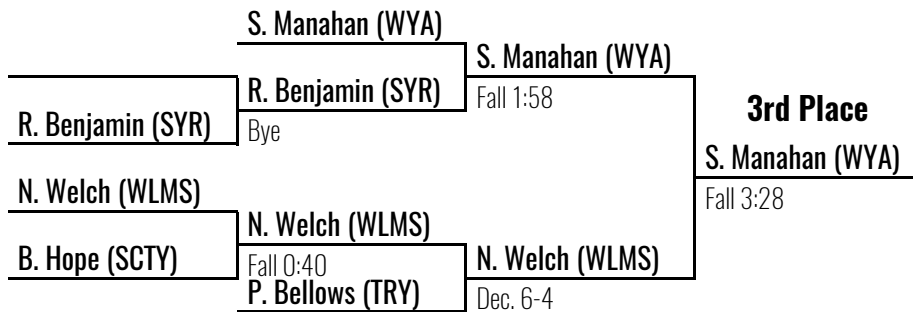 S. Manahan (WYA)
S. Manahan (WYA)
R. Benjamin (SYR)
Fall 1:58
3rd Place
R. Benjamin (SYR)
Bye
S. Manahan (WYA)
N. Welch (WLMS)
Fall 3:28
N. Welch (WLMS)
B. Hope (SCTY)
Fall 0:40
N. Welch (WLMS)
P. Bellows (TRY)
Dec. 6-4